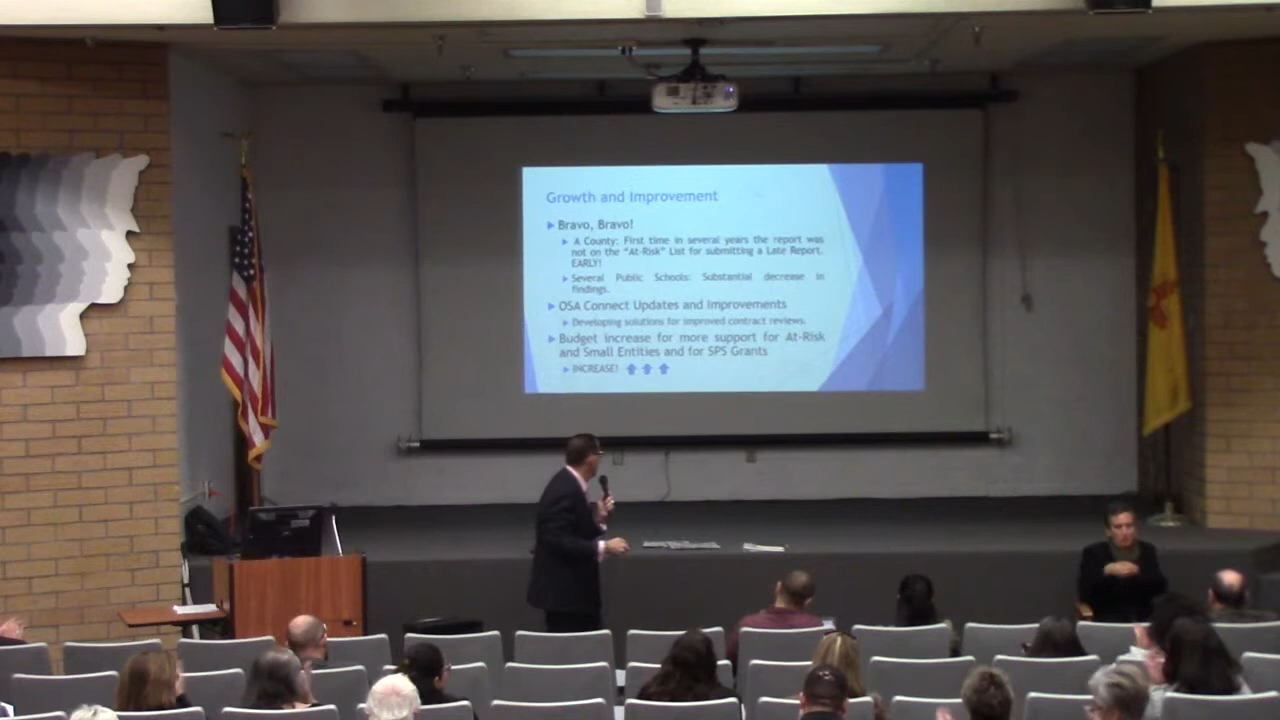 Growth and Improvement
Bravo, Bravo!
A County: First time in several years the report was
not on the "At-Risk" List for submitting a Late Report.
EARLY!
Several Public Schools: Substantial decrease in
findings.
OSA Connect Updates and Improvements
Developing solutions for improved contract reviews.
Budget increase for more support for At-Risk
and Small Entities and for SPS Grants
INCREASE!